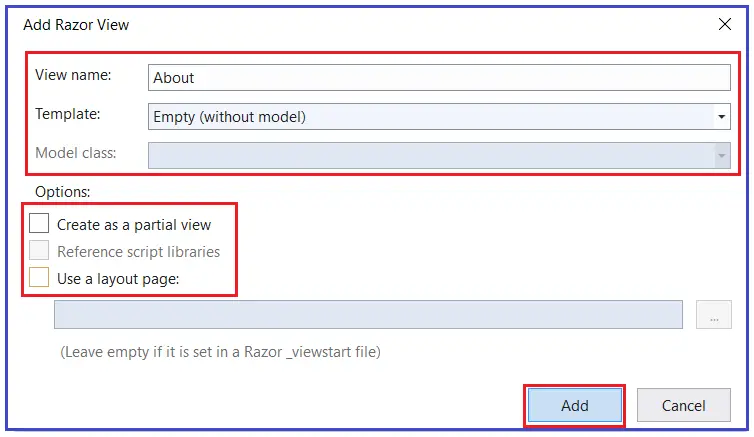 Add Razor View
View name: About
Template: Empty (without model)
Model class:
Options:
Create as a partial view
Reference script libraries
Use a layout page:
...
(Leave empty if it is set in a Razor _viewstart file)
Add Cancel